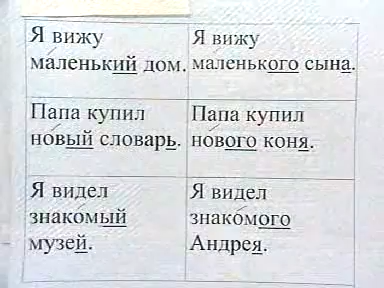 Я вижу
маленький дом.
Я вижу
маленького сына.
Папа купил
новый словарь.
Папа купил
нового коня.
Я видел
знакомый
музей.
Я видел
знакомого
Андрея.